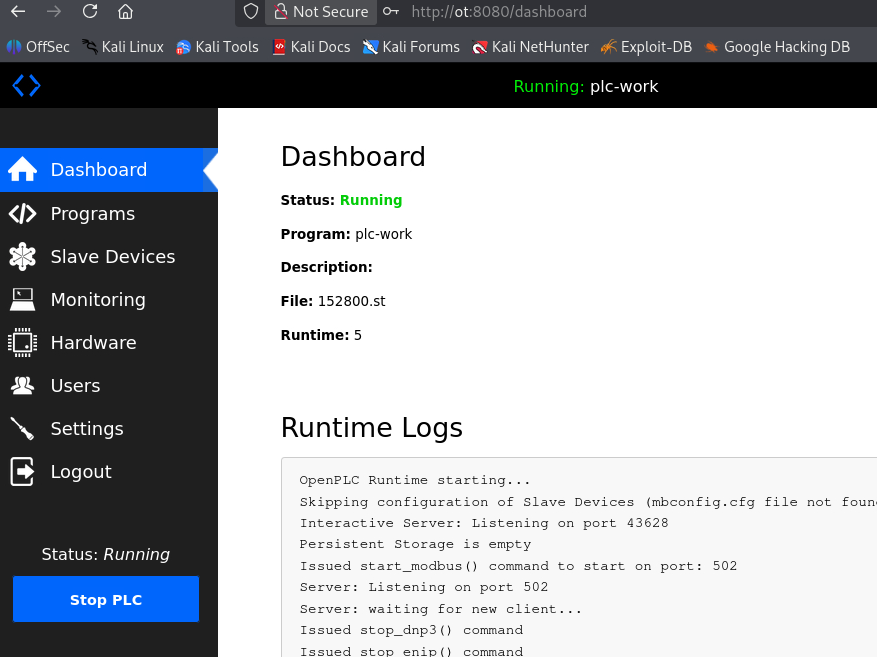 Not Secure http://ot:8080/dashboard
OffSec Kali Linux Kali Tools Kali Docs Kali Forums Kali NetHunter Exploit-DB Google Hacking DB
Running: plc-work
Dashboard
Programs
Slave Devices
Monitoring
Hardware
Users
Settings
Logout
Status: Running
Stop PLC
Dashboard
Status: Running
Program: plc-work
Description:
File: 152800.st
Runtime: 5
Runtime Logs
OpenPLC Runtime starting...
Skipping configuration of Slave Devices (mbconfig.cfg file not foun
Interactive Server: Listening on port 43628
Persistent Storage is empty
Issued start_modbus() command to start on port: 502
Server: Listening on port 502
Server: waiting for new client...
Issued stop_dnp3() command
Issued stop_enip() command